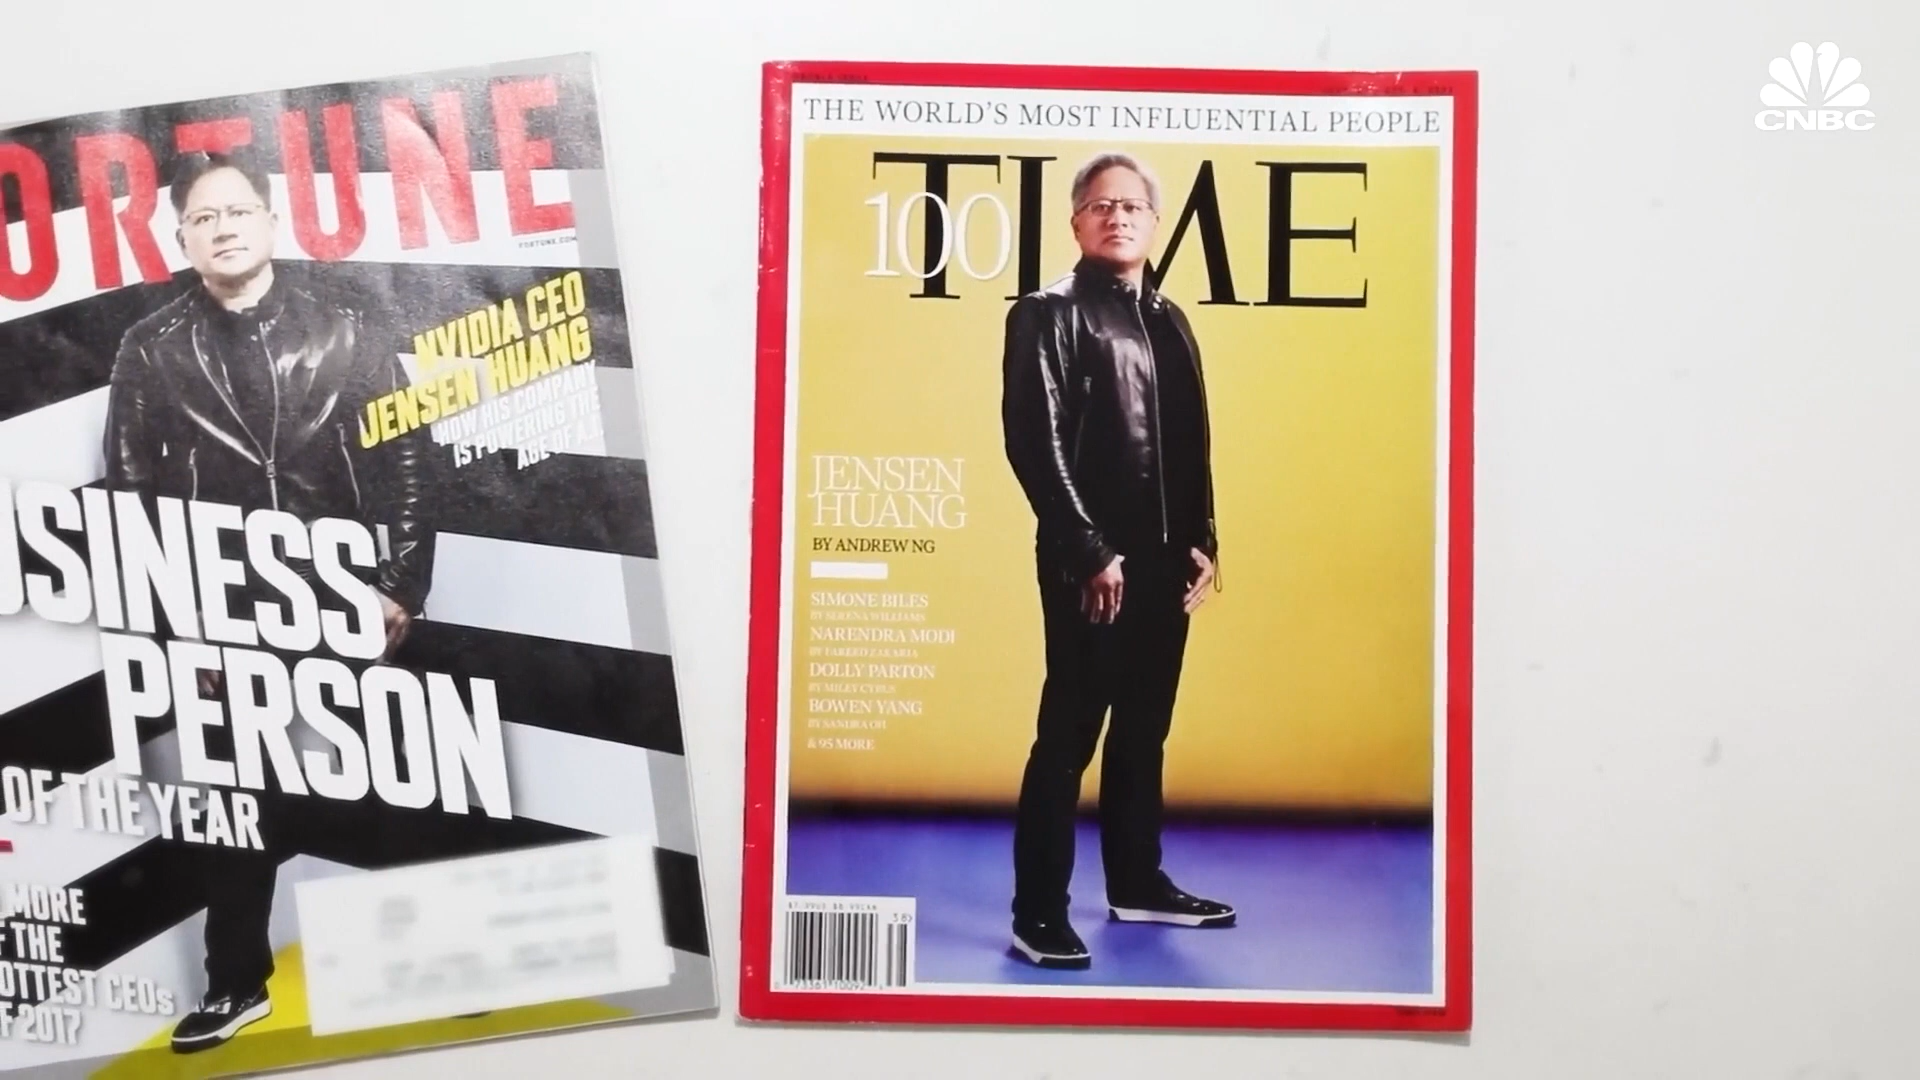 CNBC
ORTUNE
FORTUNE.COM
NVIDIA CEO
JENSEN HUANG
HOW HIS COMPANY
IS POWERING THE
AGE OF A.I.
USINESS
PERSON
OF THE YEAR
MORE
F THE
OTTEST CEOs
F 2017
THE WORLD'S MOST INFLUENTIAL PEOPLE
TIME
100
JENSEN
HUANG
BY ANDREW NG
SIMONE BILES
BY SERENA WILLIAMS
NARENDRA MODI
BY FAREED ZAKARIA
DOLLY PARTON
BY MILEY CYRUS
BOWEN YANG
BY SANDRA OH
& 95 MORE
38>